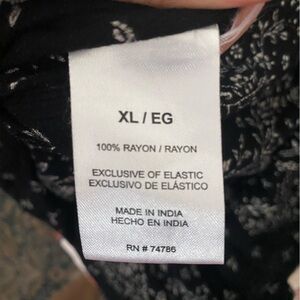 XL / EG
100% RAYON / RAYON
EXCLUSIVE OF ELASTIC
EXCLUSIVO DE ELÁSTICO
MADE IN INDIA
HECHO EN INDIA
RN # 74786